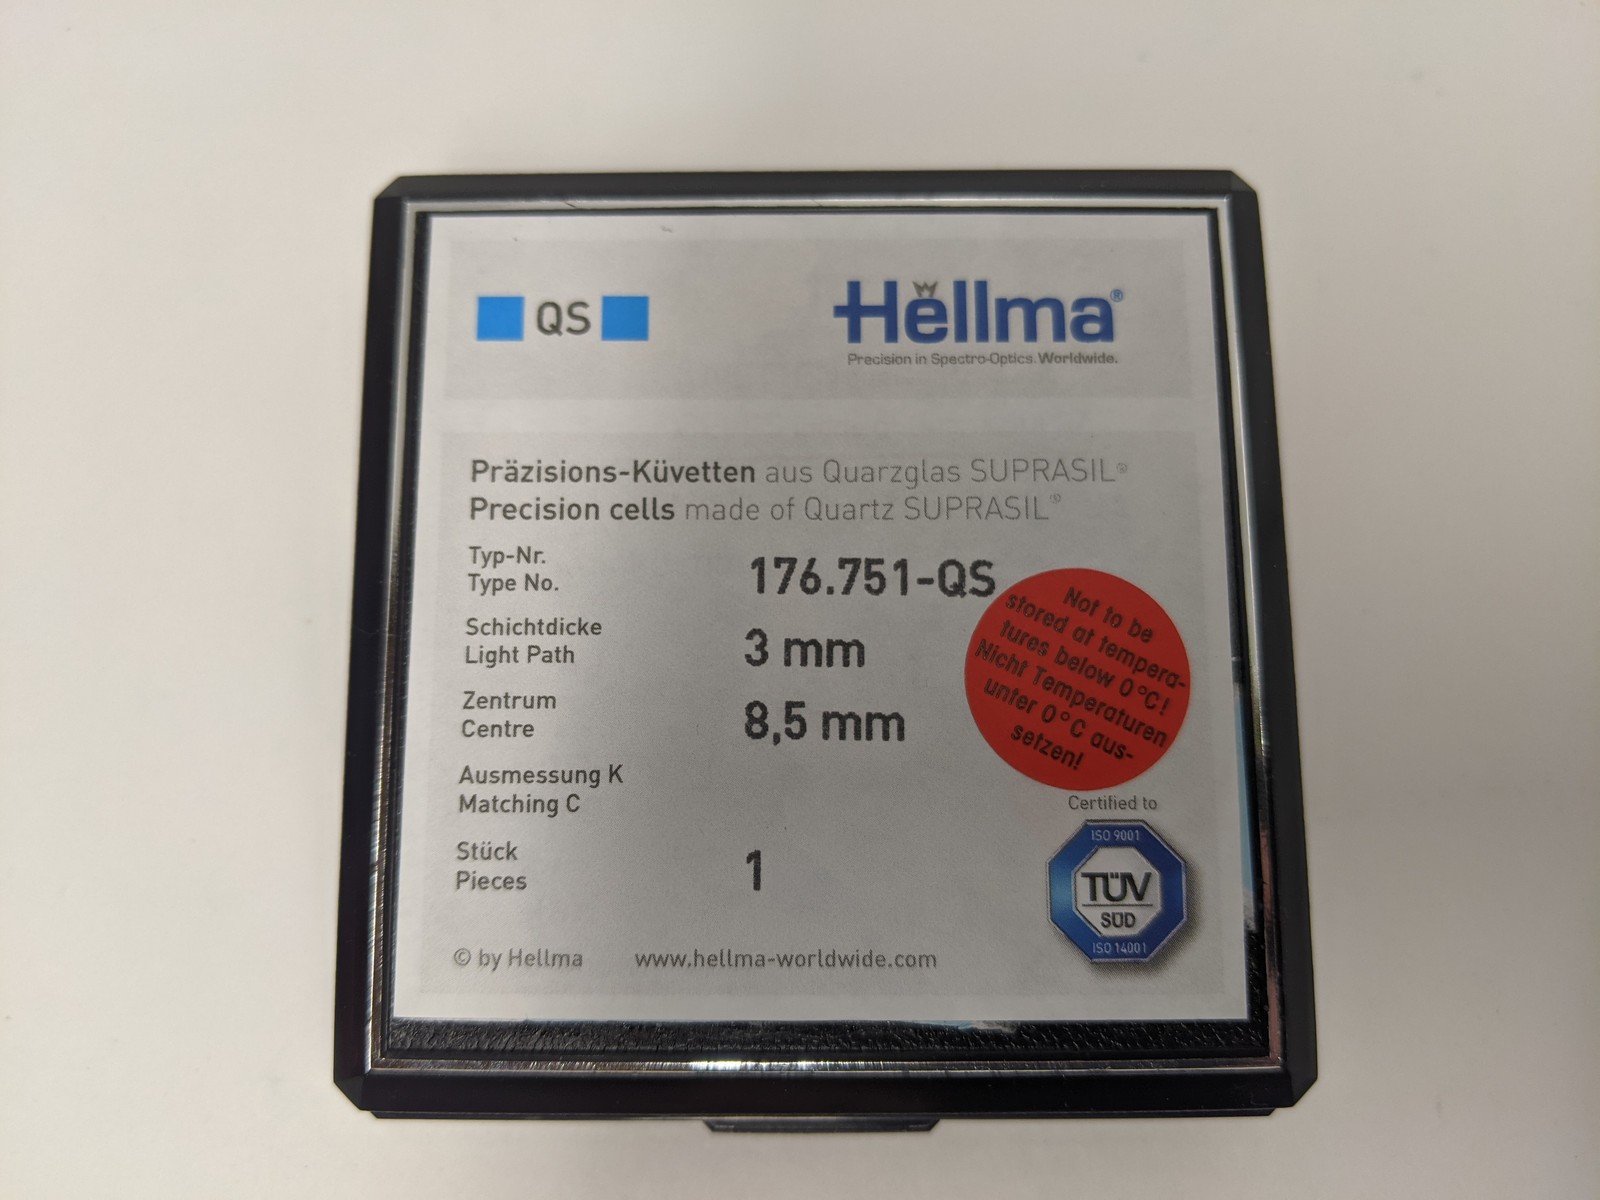 QS
Hellma®
Precision in Spectro-Optics. Worldwide.
Präzisions-Küvetten aus Quarzglas SUPRASIL®
Precision cells made of Quartz SUPRASIL®
Typ-Nr.
Type No.
176.751-QS
Schichtdicke
Light Path
3 mm
Zentrum
Centre
8,5 mm
Ausmessung K
Matching C
Stück
Pieces
1
Not to be
stored at tempera-
tures below 0°C!
Nicht Temperaturen
unter 0°C aus-
setzen!
Certified to
ISO 9001
TÜV
SÜD
ISO 14001
© by Hellma
www.hellma-worldwide.com